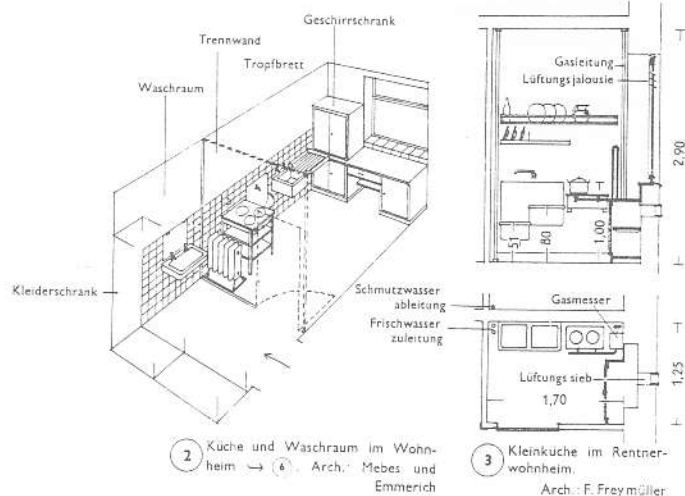 Geschirrschrank
Trennwand
Tropfbrett
Waschraum
Kleiderschrank
Gasleitung
Lüftungsjalousie
2,90
51
80
1,00
Schmutzwasser
ableitung
Frischwasser
zuleitung
Gasmesser
Lüftungssieb
1,70
1,25
2 Küche und Waschraum im Wohn-
heim → 6. Arch.: Mebes und
Emmerich
3 Kleinküche im Rentner-
wohnheim.
Arch.: F. Freymüller